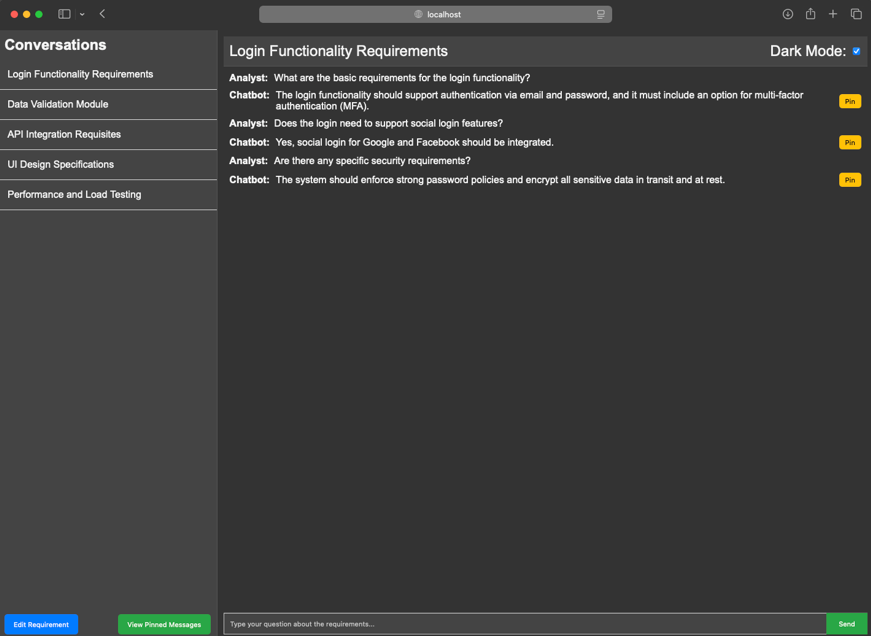 localhost
Conversations
Login Functionality Requirements
Data Validation Module
API Integration Requisites
UI Design Specifications
Performance and Load Testing
Edit Requirement
View Pinned Messages
Login Functionality Requirements
Dark Mode:
Analyst: What are the basic requirements for the login functionality?
Chatbot: The login functionality should support authentication via email and password, and it must include an option for multi-factor
authentication (MFA).
Pin
Analyst: Does the login need to support social login features?
Chatbot: Yes, social login for Google and Facebook should be integrated.
Pin
Analyst: Are there any specific security requirements?
Chatbot: The system should enforce strong password policies and encrypt all sensitive data in transit and at rest.
Pin
Type your question about the requirements...
Send